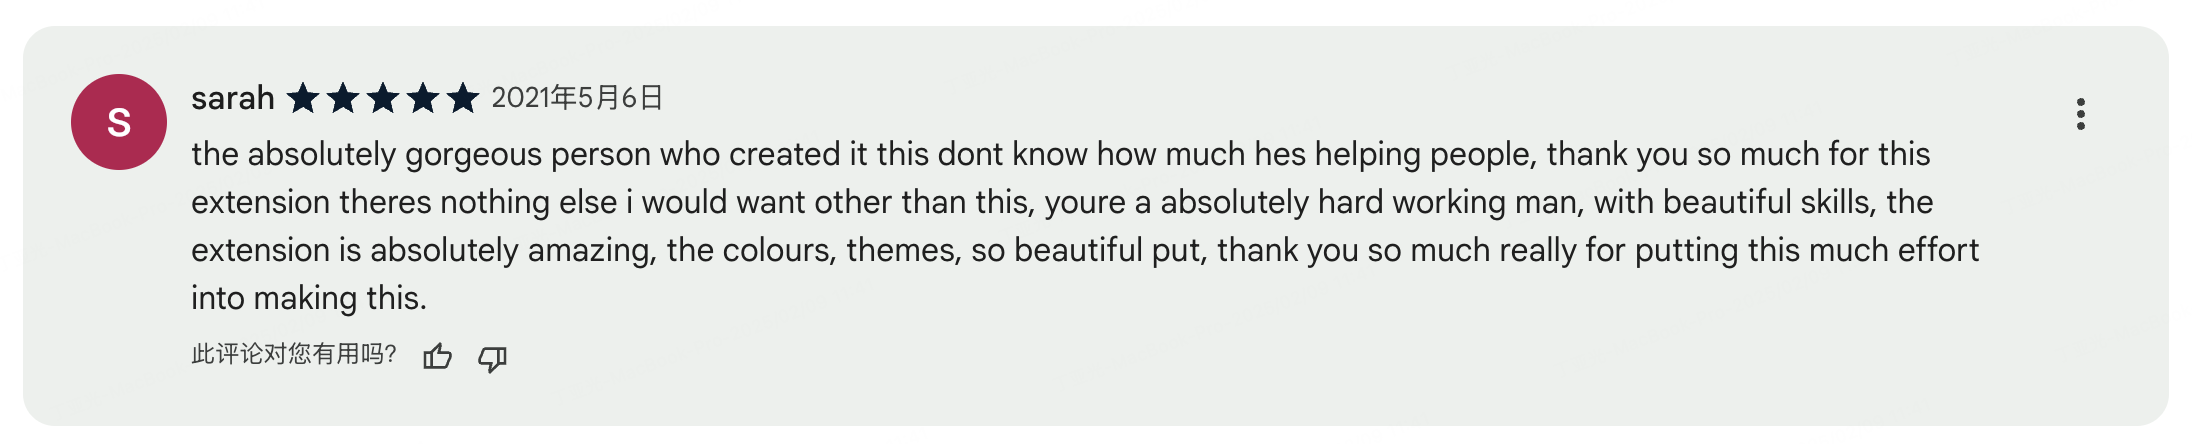 S
sarah 2021年5月6日
the absolutely gorgeous person who created it this dont know how much hes helping people, thank you so much for this
extension theres nothing else i would want other than this, youre a absolutely hard working man, with beautiful skills, the
extension is absolutely amazing, the colours, themes, so beautiful put, thank you so much really for putting this much effort
into making this.
此评论对您有用吗?